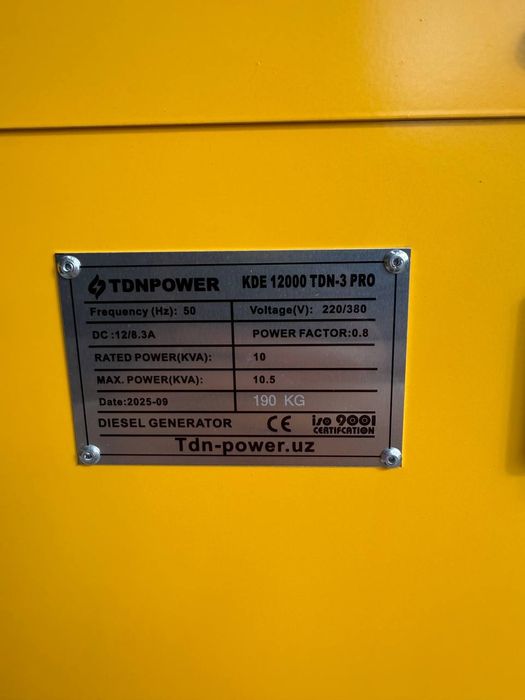 TDNPOWER KDE 12000 TDN-3 PRO
Frequency (Hz): 50 Voltage(V): 220/380
DC :12/8.3A POWER FACTOR:0.8
RATED POWER(KVA): 10
MAX. POWER(KVA): 10.5
Date:2025-09 190 KG
DIESEL GENERATOR CE iso 9001
CERTIFCATION
Tdn-power.uz